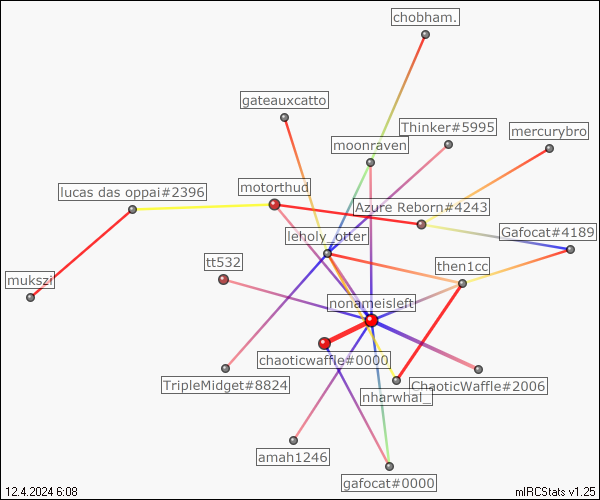 chobham.
gateauxcatto
Thinker#5995
mercurybro
moonraven
lucas das oppai#2396
motorthud
Azure Reborn#4243
leholy_otter
Gafocat#4189
tt532
then1cc
mukszi
nonameisleft
chaoticwaffle#0000
TripleMidget#8824
ChaoticWaffle#2006
nharwhal_
amah1246
gafocat#0000
12.4.2024 6:08
mIRCStats v1.25